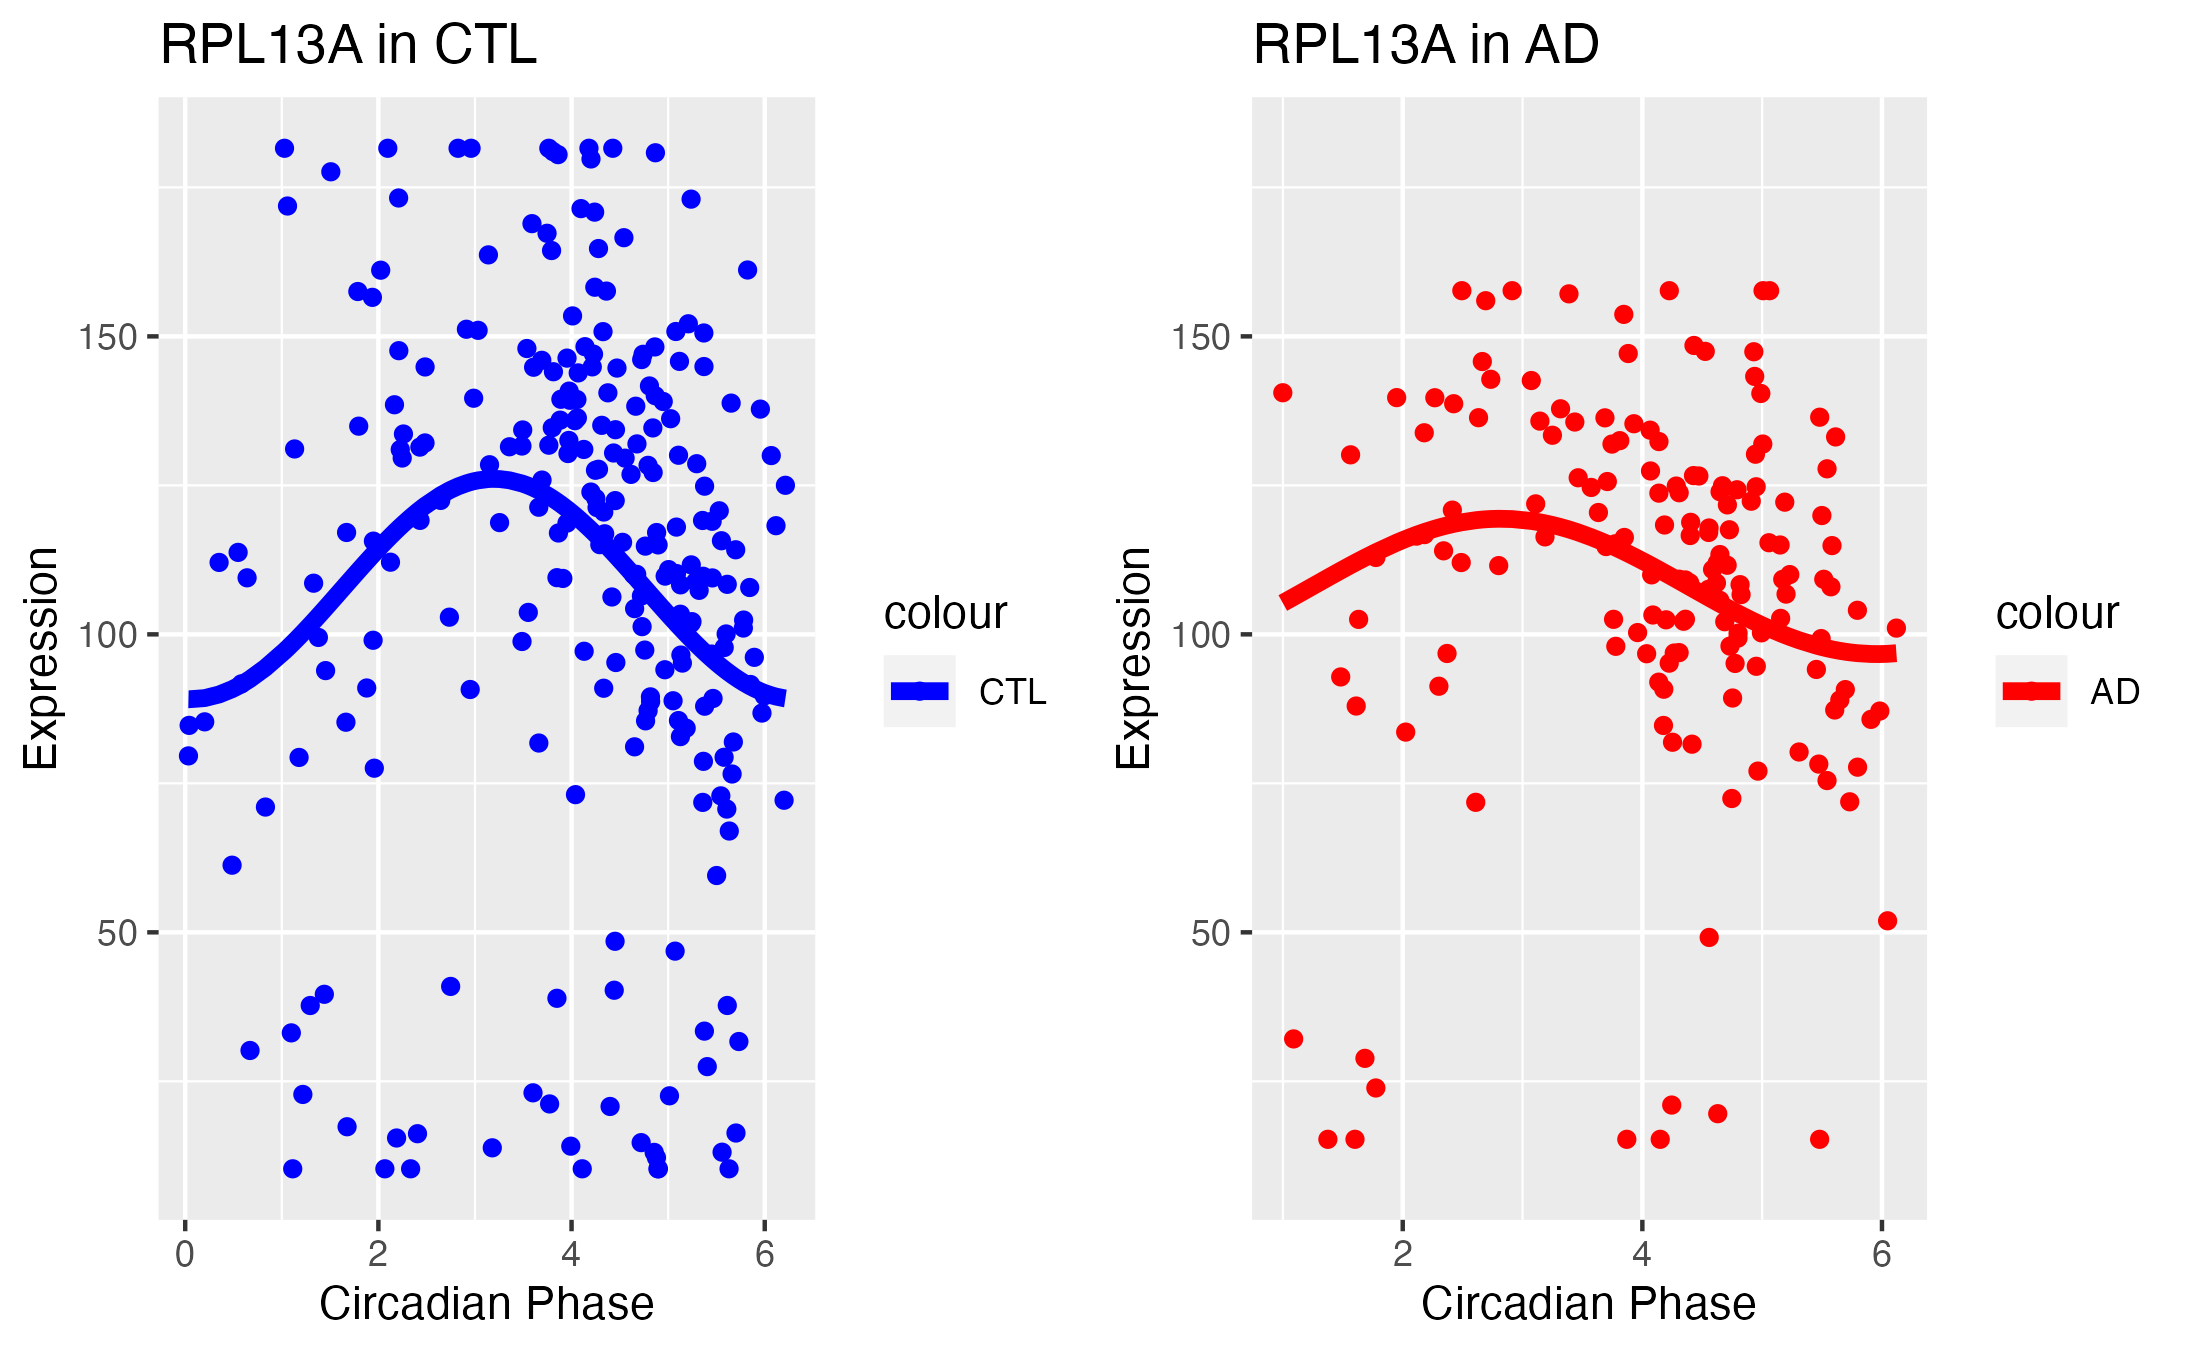 RPL13A in CTL
Expression
150
100
50
0 2 4 6
Circadian Phase
colour
CTL
RPL13A in AD
Expression
150
100
50
2 4 6
Circadian Phase
colour
AD